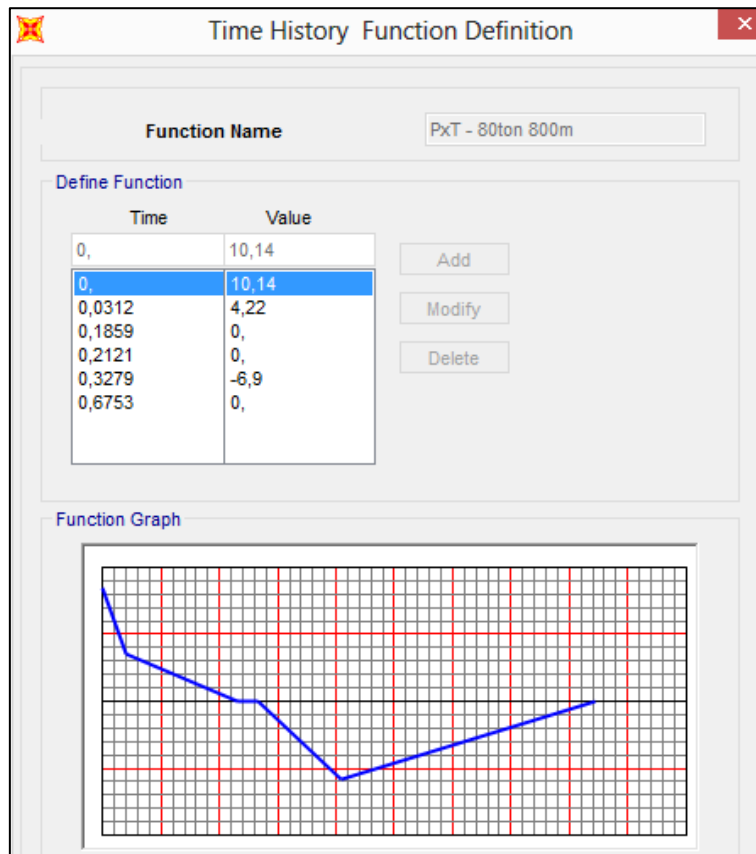 Time History Function Definition
Function Name
PxT - 80ton 800m
Define Function
Time Value
0, 10,14
Add
0, 10,14
0,0312 4,22
Modify
0,1859 0,
0,2121 0,
Delete
0,3279 -6,9
0,6753 0,
Function Graph